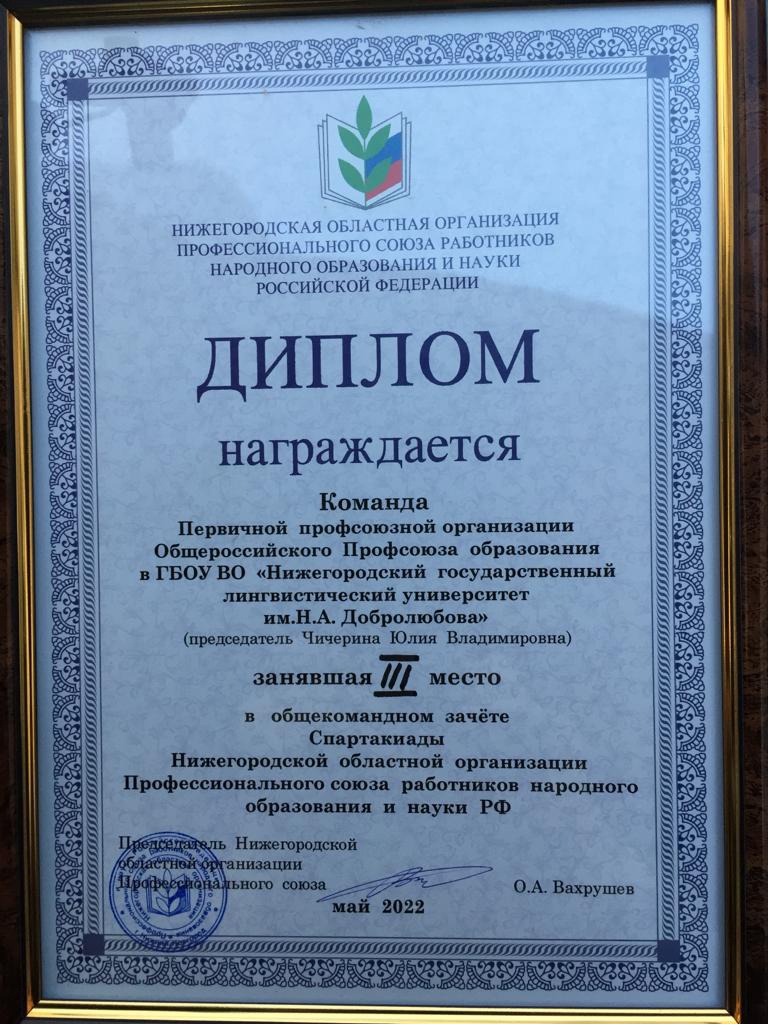 НИЖЕГОРОДСКАЯ ОБЛАСТНАЯ ОРГАНИЗАЦИЯ
ПРОФЕССИОНАЛЬНОГО СОЮЗА РАБОТНИКОВ
НАРОДНОГО ОБРАЗОВАНИЯ И НАУКИ
РОССИЙСКОЙ ФЕДЕРАЦИИ
ДИПЛОМ
награждается
Команда
Первичной профсоюзной организации
Общероссийского Профсоюза образования
в ГБОУ ВО «Нижегородский государственный
лингвистический университет
им.Н.А. Добролюбова»
(председатель Чичерина Юлия Владимировна)
занявшая III место
в общекомандном зачёте
Спартакиады
Нижегородской областной организации
Профессионального союза работников народного
образования и науки РФ
Председатель Нижегородской
областной организации
Профессионального союза
О.А. Вахрушев
май 2022